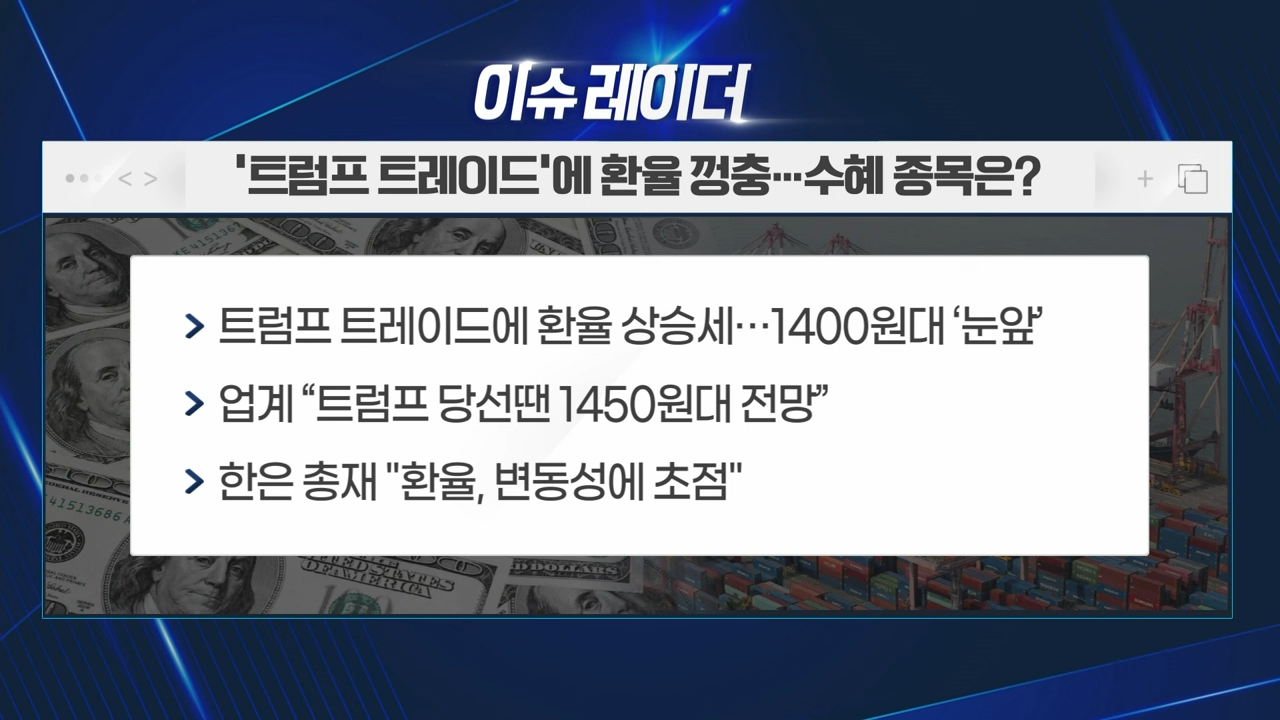 이슈 레이더
'트럼프 트레이드'에 환율 껑충…수혜 종목은?
> 트럼프 트레이드에 환율 상승세…1400원대 ‘눈앞’
> 업계 “트럼프 당선땐 1450원대 전망”
> 한은 총재 "환율, 변동성에 초점"